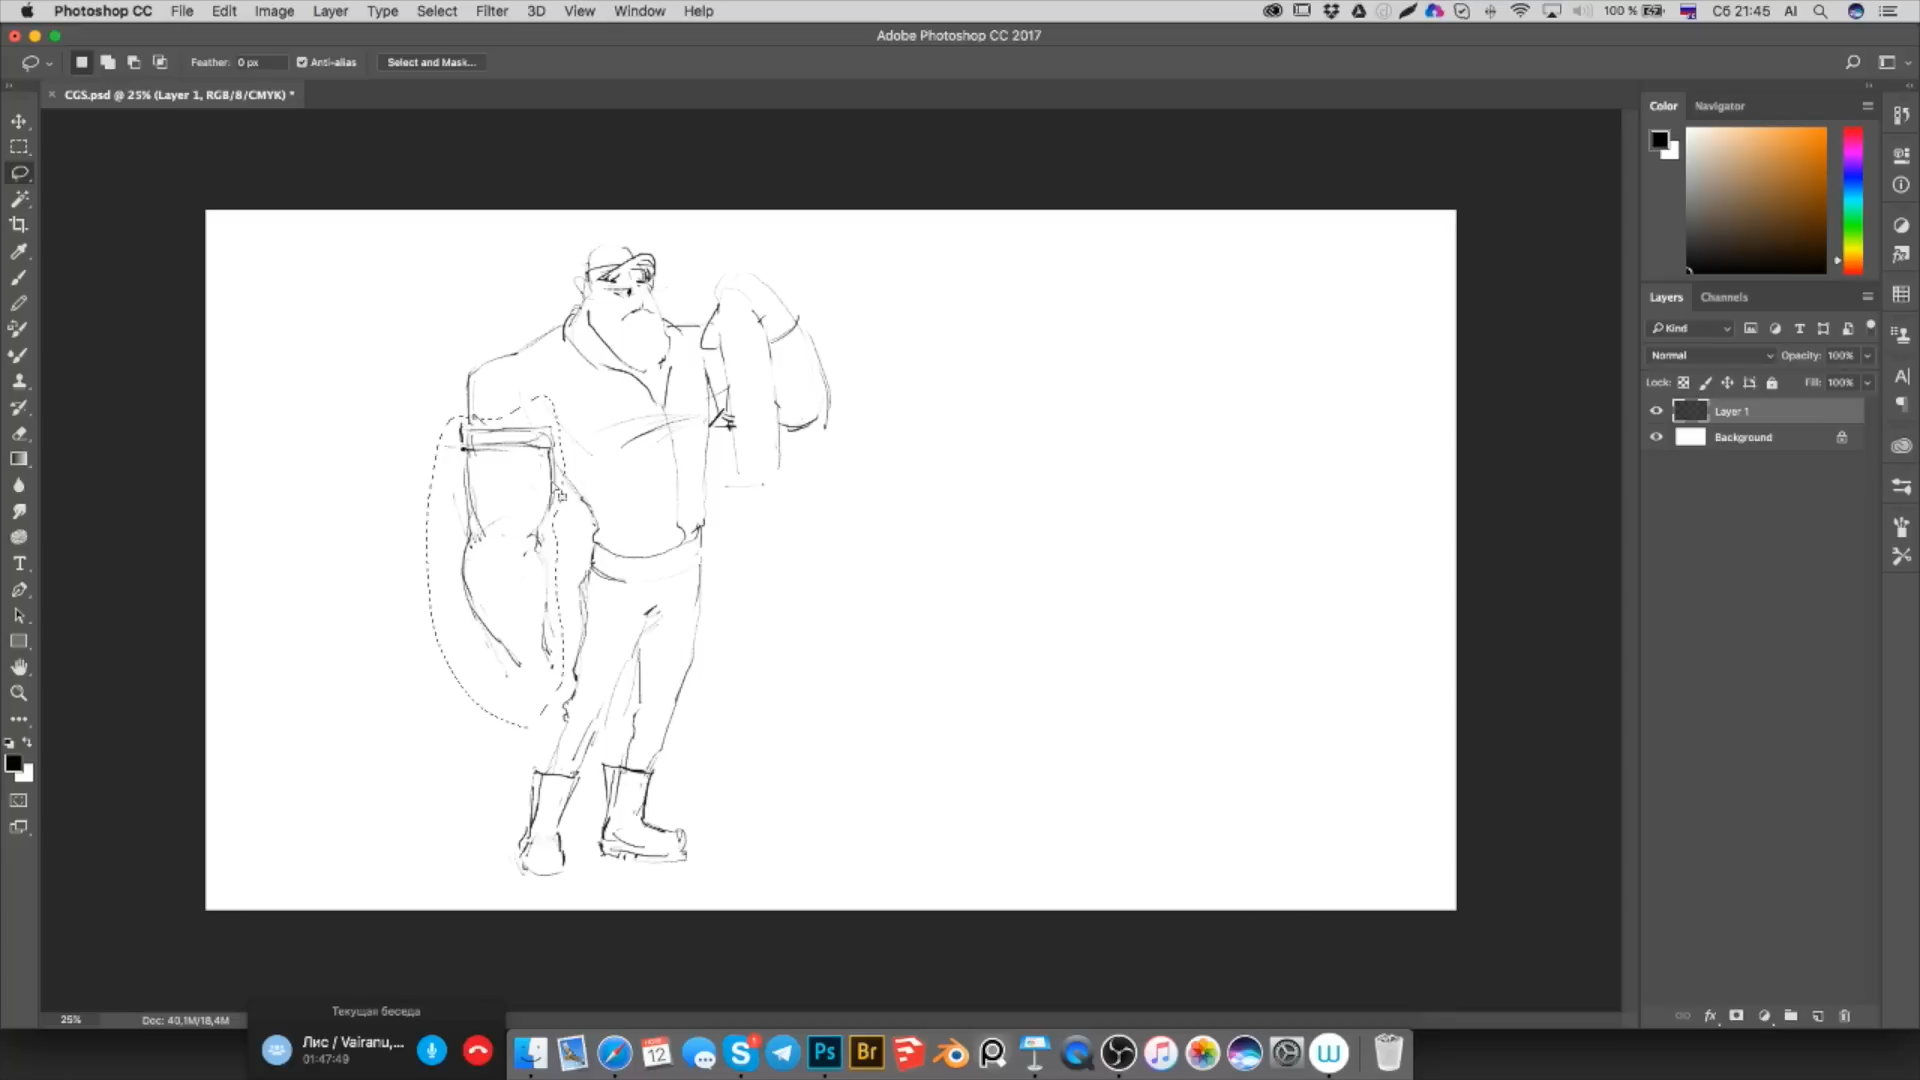 Photoshop CC File Edit Image Layer Type Select Filter 3D View Window Help 100 % Сб 21:45 AI
Adobe Photoshop CC 2017
Feather: 0 px Anti-alias Select and Mask...
× CGS.psd @ 25% (Layer 1, RGB/8/CMYK) *
Color Navigator
Layers Channels
Kind
Normal Opacity: 100%
Lock: Fill: 100%
Layer 1
Background
25% Doc: 40,1M/18,4M
Текущая беседа
Лис / Vairanu,...
01:47:49
12
Ps Br